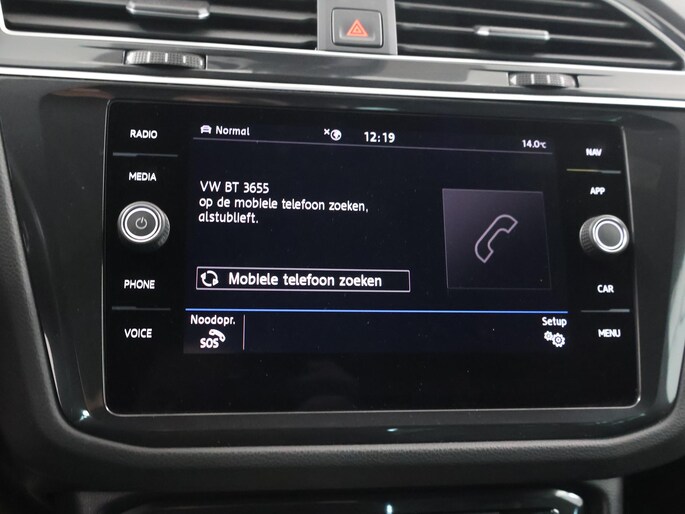 RADIO
MEDIA
PHONE
VOICE
Normal
12:19
14.0°C
VW BT 3655
op de mobiele telefoon zoeken,
alstublieft.
Mobiele telefoon zoeken
Noodopr.
SOS
Setup
NAV
APP
CAR
MENU